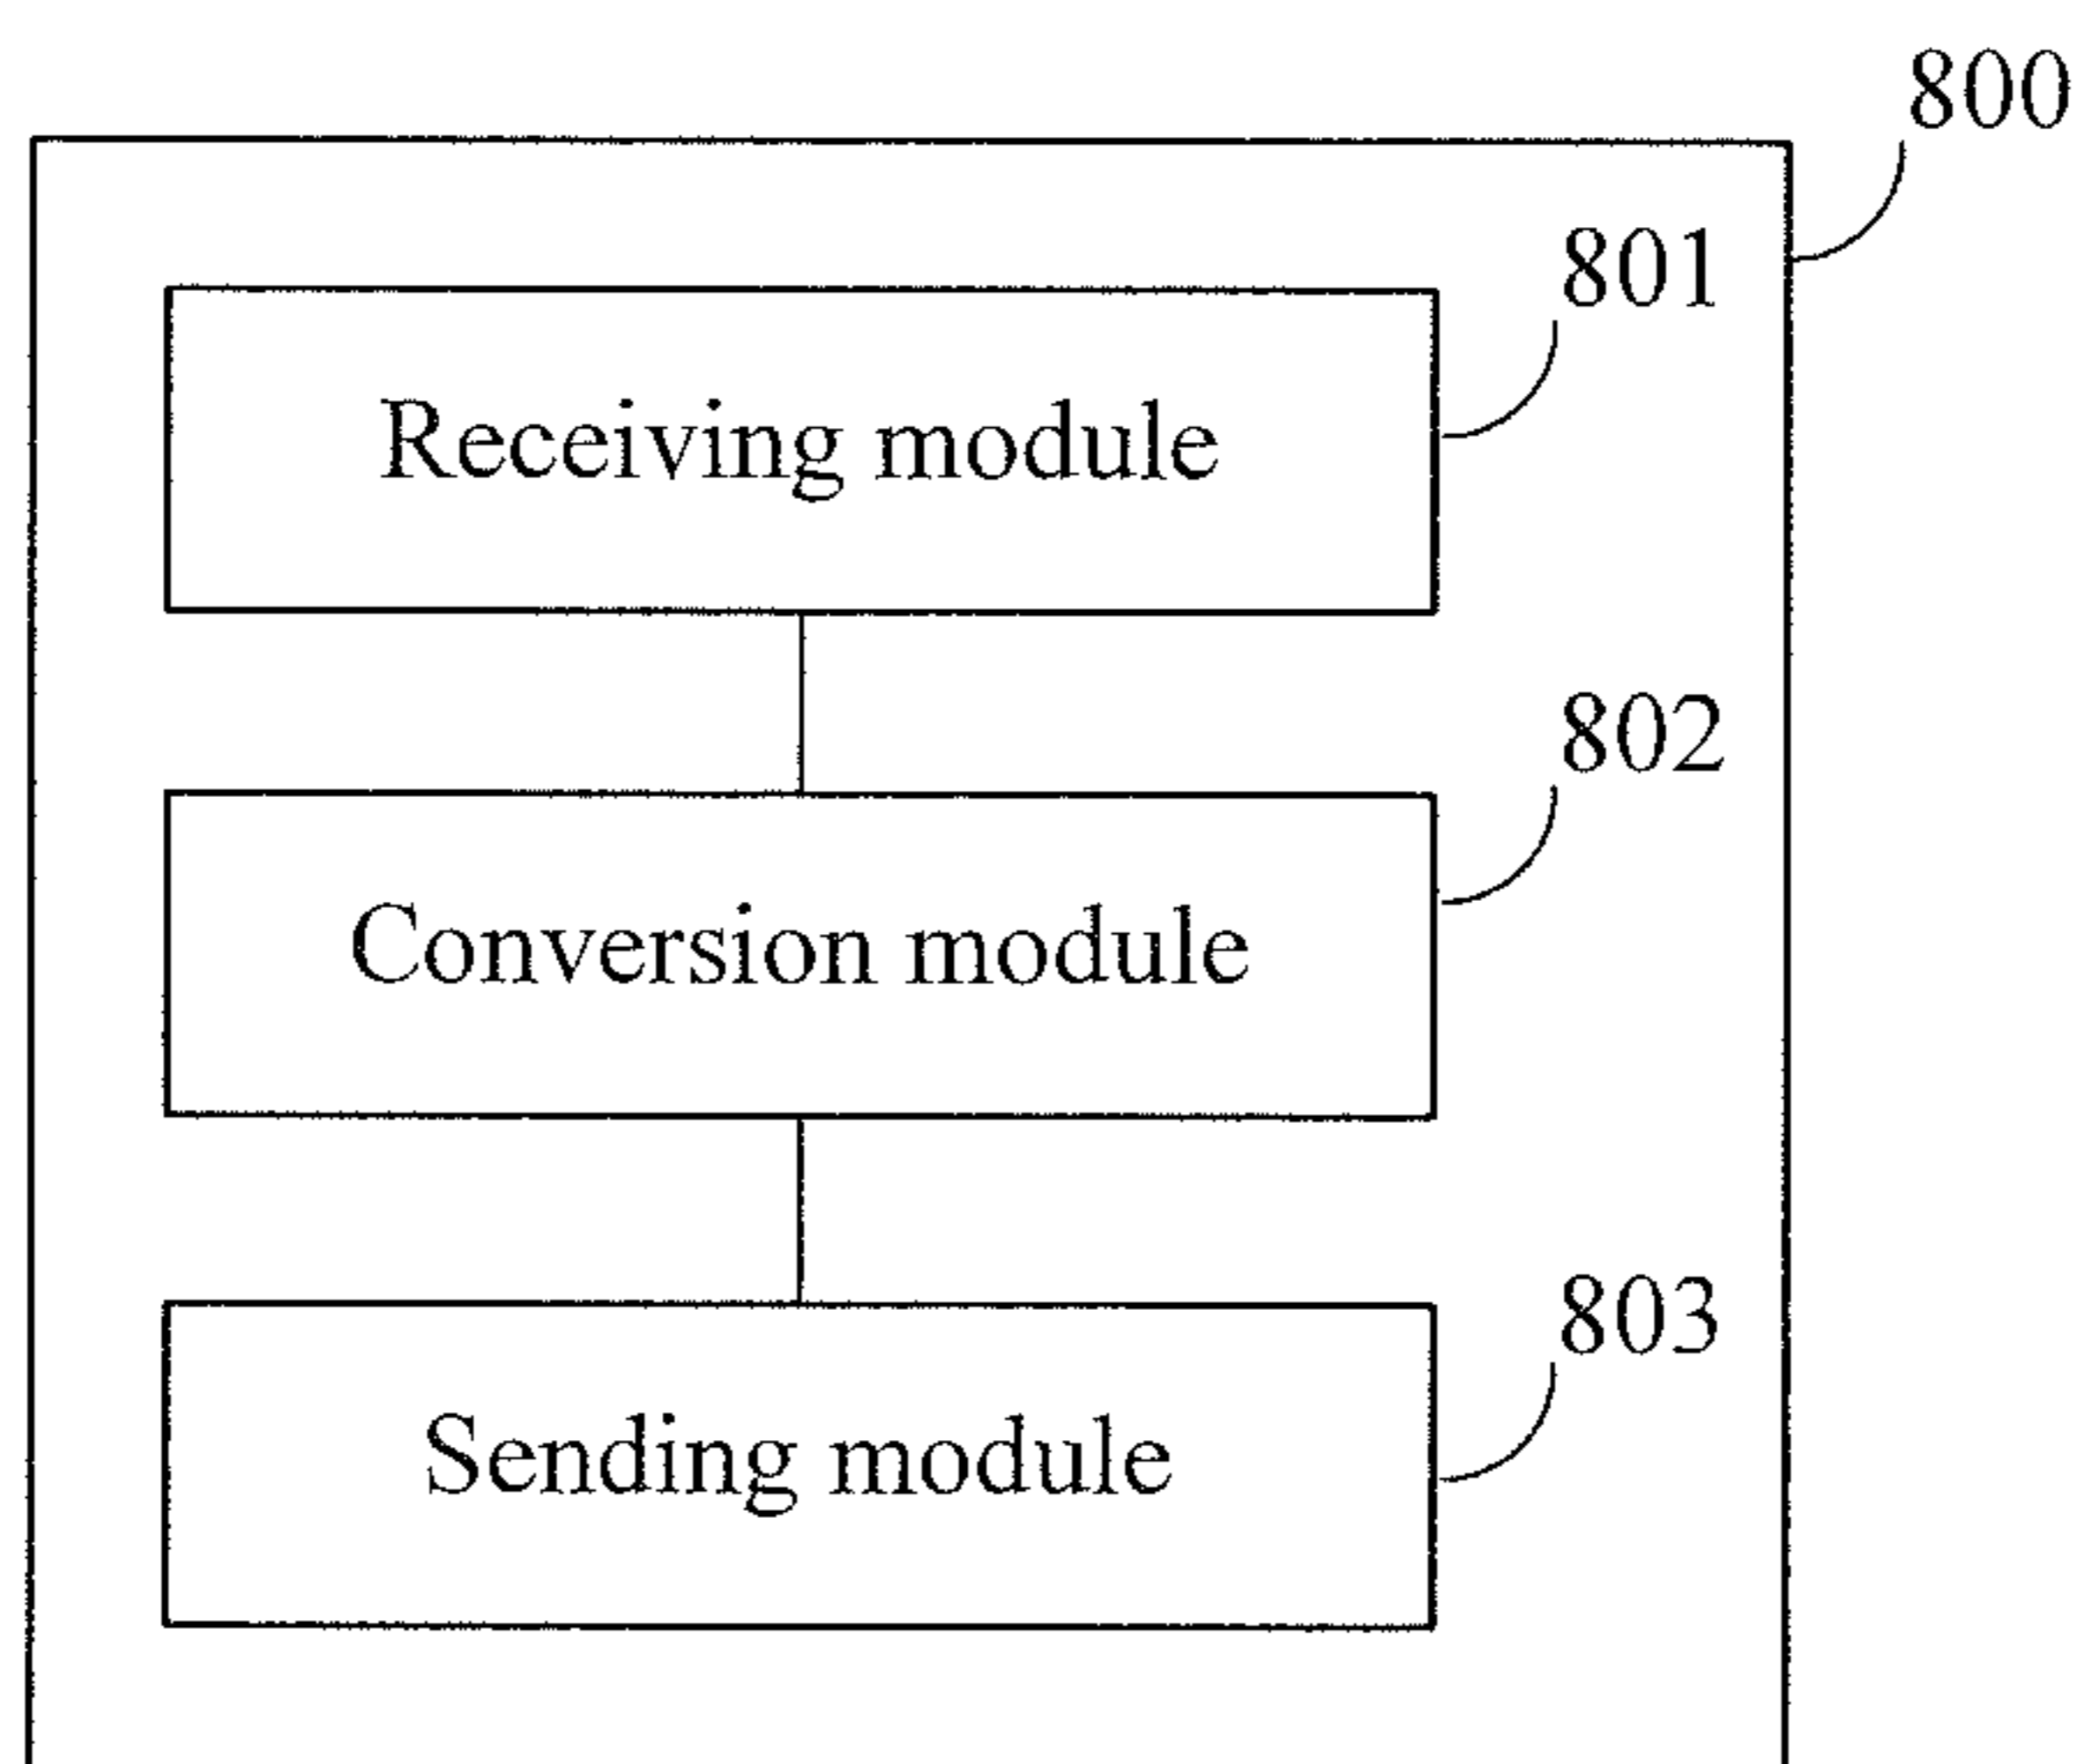 800
801
Receiving module
802
Conversion module
803
Sending module